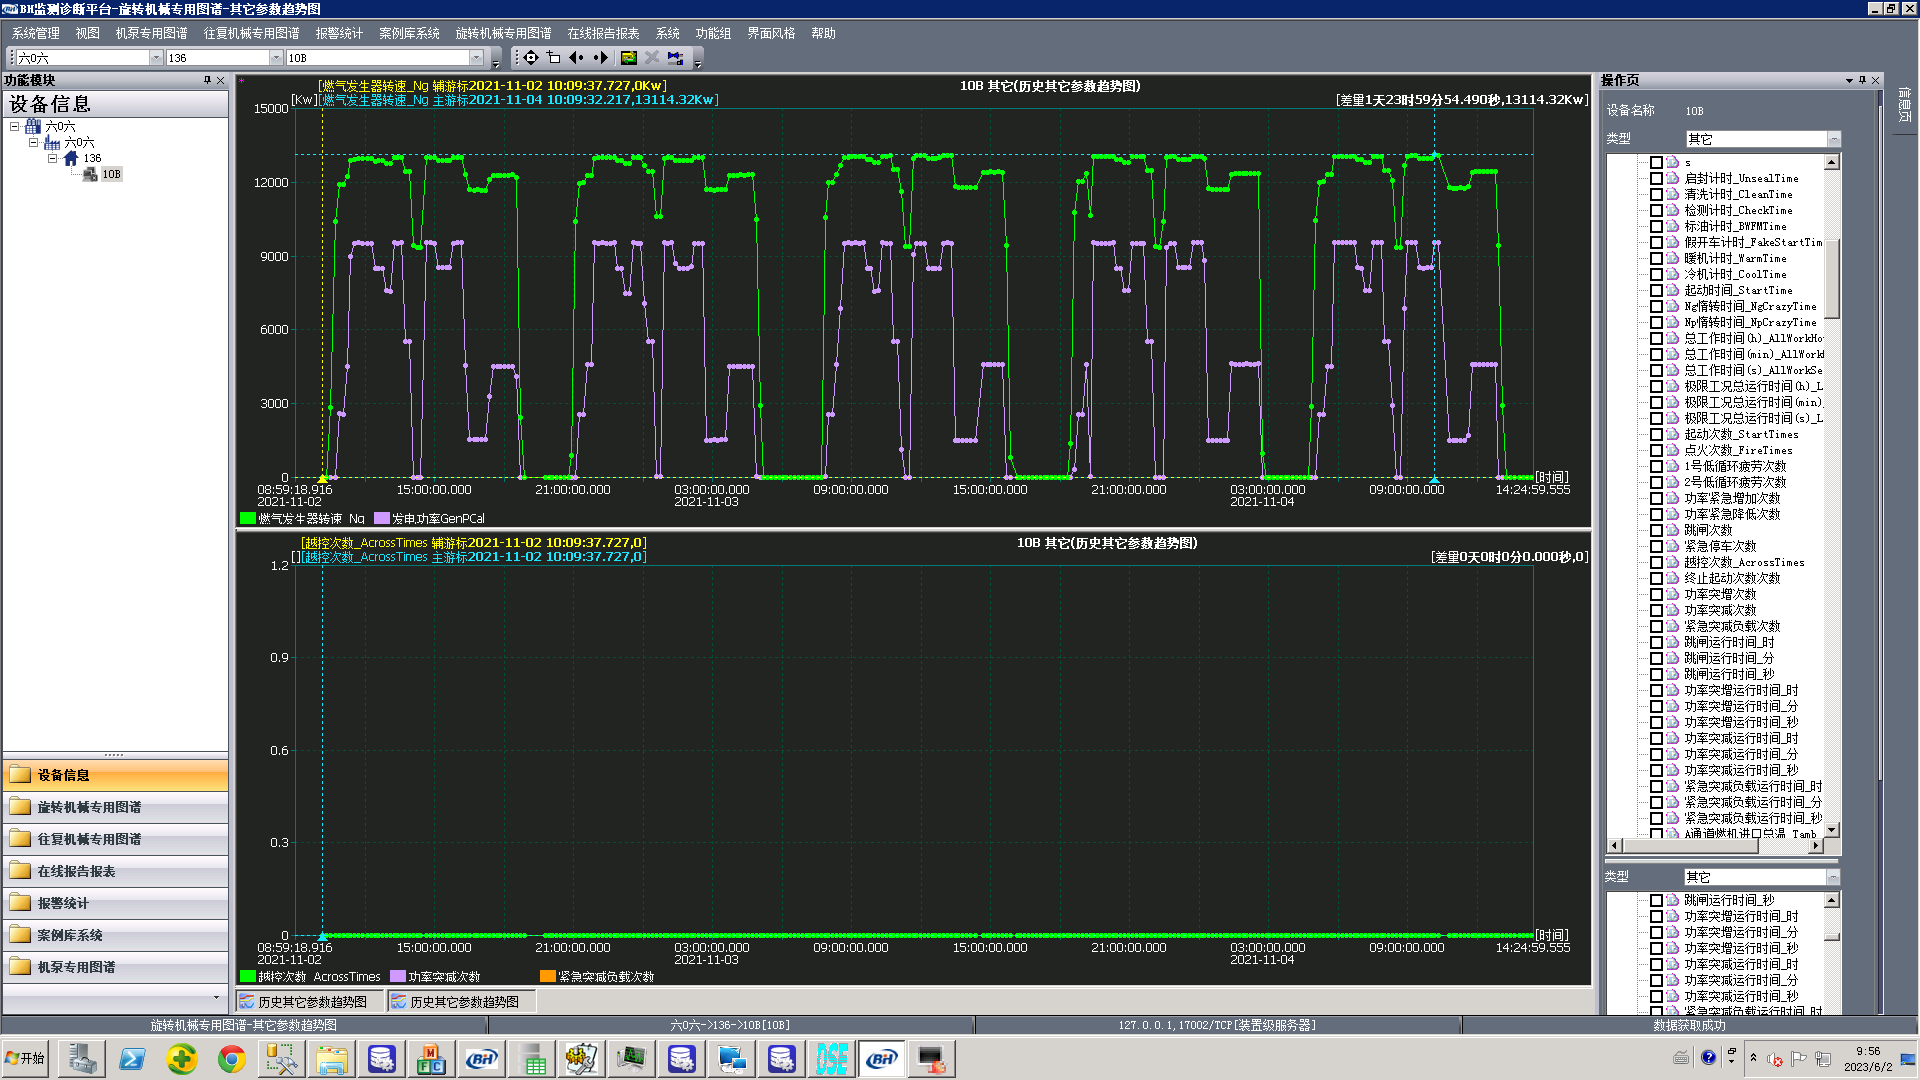 BH监测诊断平台-旋转机械专用图谱-其它参数趋势图
系统管理 视图 机泵专用图谱 往复机械专用图谱 报警统计 案例库系统 旋转机械专用图谱 在线报告报表 系统 功能组 界面风格 帮助
六0六 136 10B
功能模块
设备信息
六0六
六0六
136
10B
设备信息
旋转机械专用图谱
往复机械专用图谱
在线报告报表
报警统计
案例库系统
机泵专用图谱
[燃气发生器转速_Ng 辅游标2021-11-02 10:09:37.727,0Kw]
10B 其它(历史其它参数趋势图)
[Kw][燃气发生器转速_Ng 主游标2021-11-04 10:09:32.217,13114.32Kw]
[差量1天23时59分54.490秒,13114.32Kw]
15000
12000
9000
6000
3000
0
[时间]
08:59:18.916 15:00:00.000 21:00:00.000 03:00:00.000 09:00:00.000 15:00:00.000 21:00:00.000 03:00:00.000 09:00:00.000 14:24:59.555
2021-11-02 2021-11-03 2021-11-04
燃气发生器转速_Ng 发电功率GenPCal
[越控次数_AcrossTimes 辅游标2021-11-02 10:09:37.727,0]
10B 其它(历史其它参数趋势图)
[][越控次数_AcrossTimes 主游标2021-11-02 10:09:37.727,0]
[差量0天0时0分0.000秒,0]
1.2
0.9
0.6
0.3
0
[时间]
08:59:18.916 15:00:00.000 21:00:00.000 03:00:00.000 09:00:00.000 15:00:00.000 21:00:00.000 03:00:00.000 09:00:00.000 14:24:59.555
2021-11-02 2021-11-03 2021-11-04
越控次数_AcrossTimes 功率突减次数 紧急突减负载次数
历史其它参数趋势图 历史其它参数趋势图
操作页
设备名称 10B
类型 其它
s
启封计时_UnsealTime
清洗计时_CleanTime
检测计时_CheckTime
标油计时_BWFMTime
假开车计时_FakeStartTim
暖机计时_WarmTime
冷机计时_CoolTime
起动时间_StartTime
Ng惰转时间_NgCrazyTime
Np惰转时间_NpCrazyTime
总工作时间(h)_AllWorkHo
总工作时间(min)_AllWork
总工作时间(s)_AllWorkSe
极限工况总运行时间(h)_L
极限工况总运行时间(min)_
极限工况总运行时间(s)_L
起动次数_StartTimes
点火次数_FireTimes
1号低循环疲劳次数
2号低循环疲劳次数
功率紧急增加次数
功率紧急降低次数
跳闸次数
紧急停车次数
越控次数_AcrossTimes
终止起动次数次数
功率突增次数
功率突减次数
紧急突减负载次数
跳闸运行时间_时
跳闸运行时间_分
跳闸运行时间_秒
功率突增运行时间_时
功率突增运行时间_分
功率突增运行时间_秒
功率突减运行时间_时
功率突减运行时间_分
功率突减运行时间_秒
紧急突减负载运行时间_时
紧急突减负载运行时间_分
紧急突减负载运行时间_秒
A通道燃机进口总温_Tamb
类型 其它
跳闸运行时间_秒
功率突增运行时间_时
功率突增运行时间_分
功率突增运行时间_秒
功率突减运行时间_时
功率突减运行时间_分
功率突减运行时间_秒
紧急突减负载运行时间_时
信息页
旋转机械专用图谱-其它参数趋势图 六0六->136->10B[10B] 127.0.0.1,17002/TCP[装置级服务器] 数据获取成功
开始
BH
DSE
BH
9:56
2023/6/2